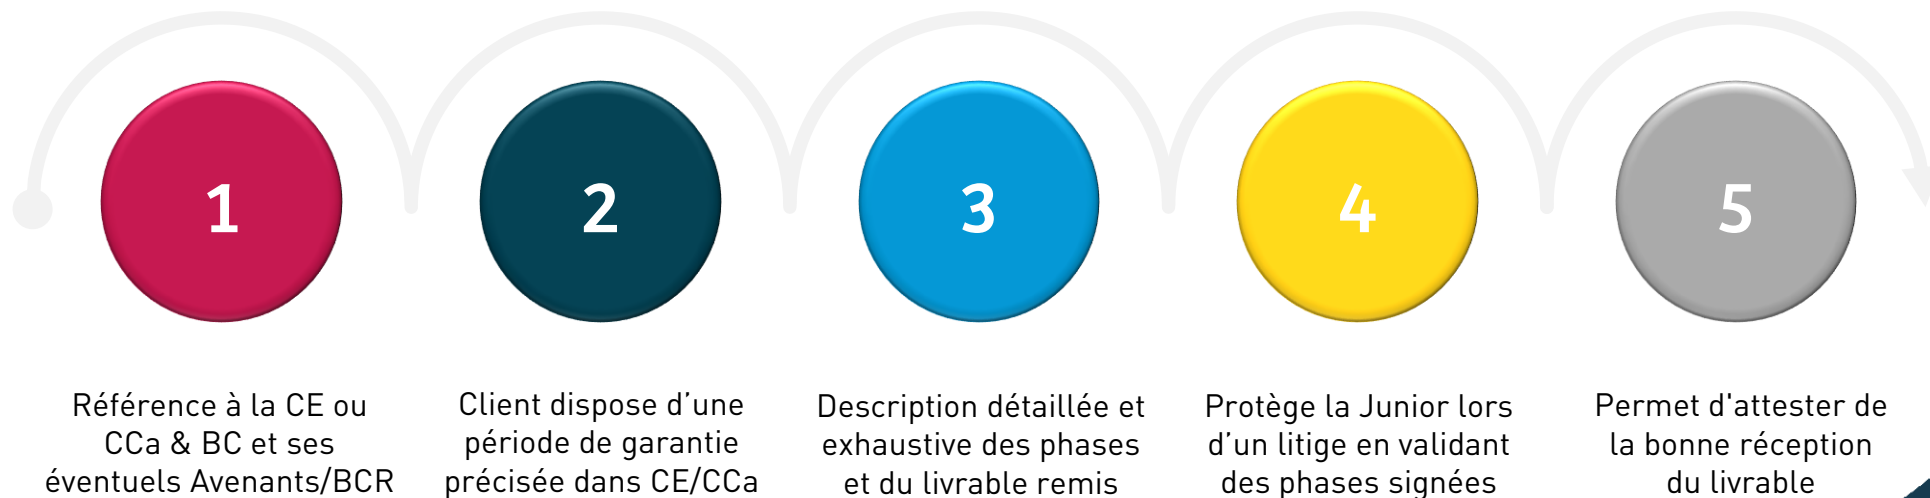 1
Référence à la CE ou
CCa & BC et ses
éventuels Avenants/BCR
2
Client dispose d’une
période de garantie
précisée dans CE/CCa
3
Description détaillée et
exhaustive des phases
et du livrable remis
4
Protège la Junior lors
d’un litige en validant
des phases signées
5
Permet d'attester de
la bonne réception
du livrable